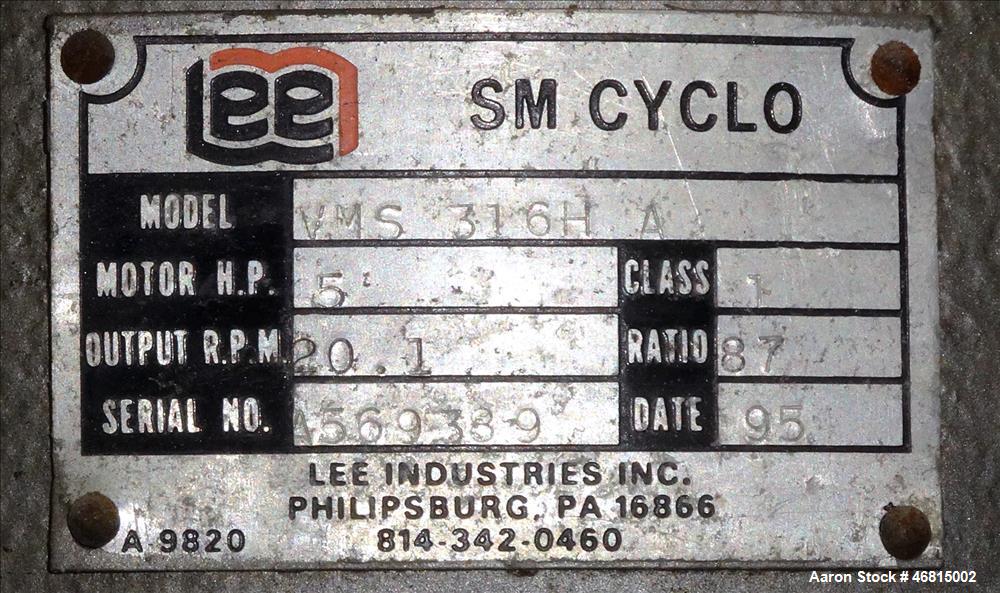 Lee SM CYCLO
MODEL VMS 316H A
MOTOR H.P. 5 CLASS 1
OUTPUT R.P.M. 20.1 RATIO 87
SERIAL NO. A569389 DATE 95
LEE INDUSTRIES INC.
PHILIPSBURG, PA 16866
A 9820 814-342-0460
Aaron Stock # 46815002